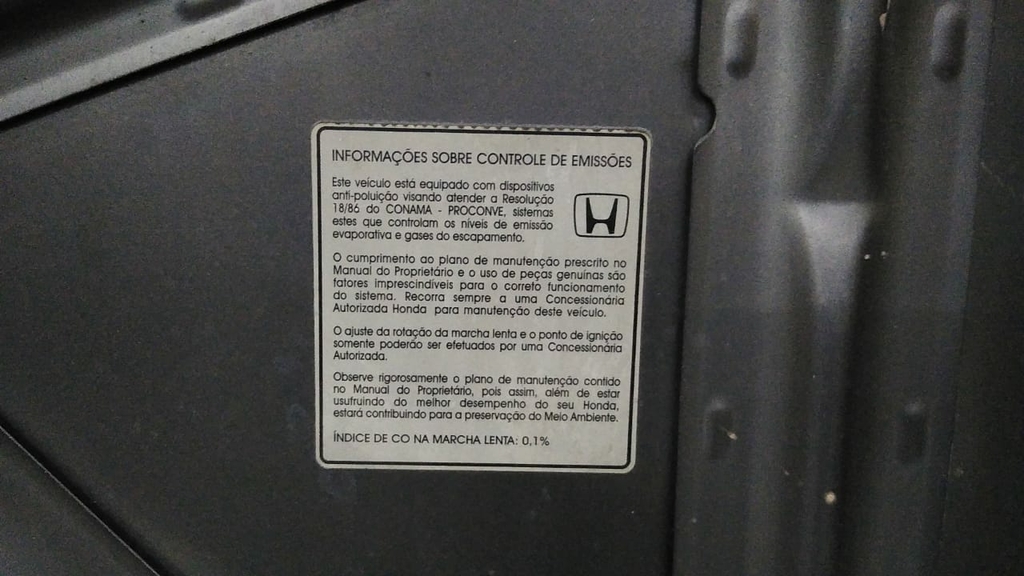 INFORMAÇÕES SOBRE CONTROLE DE EMISSÕES
Este veículo está equipado com dispositivos
anti-poluição visando atender a Resolução
18/86 do CONAMA - PROCONVE, sistemas
estes que controlam os níveis de emissão
evaporativa e gases do escapamento.
O cumprimento ao plano de manutenção prescrito no
Manual do Proprietário e o uso de peças genuínas são
fatores imprescindíveis para o correto funcionamento
do sistema. Recorra sempre a uma Concessionária
Autorizada Honda para manutenção deste veículo.
O ajuste da rotação da marcha lenta e o ponto de ignição
somente poderão ser efetuados por uma Concessionária
Autorizada.
Observe rigorosamente o plano de manutenção contido
no Manual do Proprietário, pois assim, além de estar
usufruindo do melhor desempenho do seu Honda,
estará contribuindo para a preservação do Meio Ambiente.
ÍNDICE DE CO NA MARCHA LENTA: 0,1%